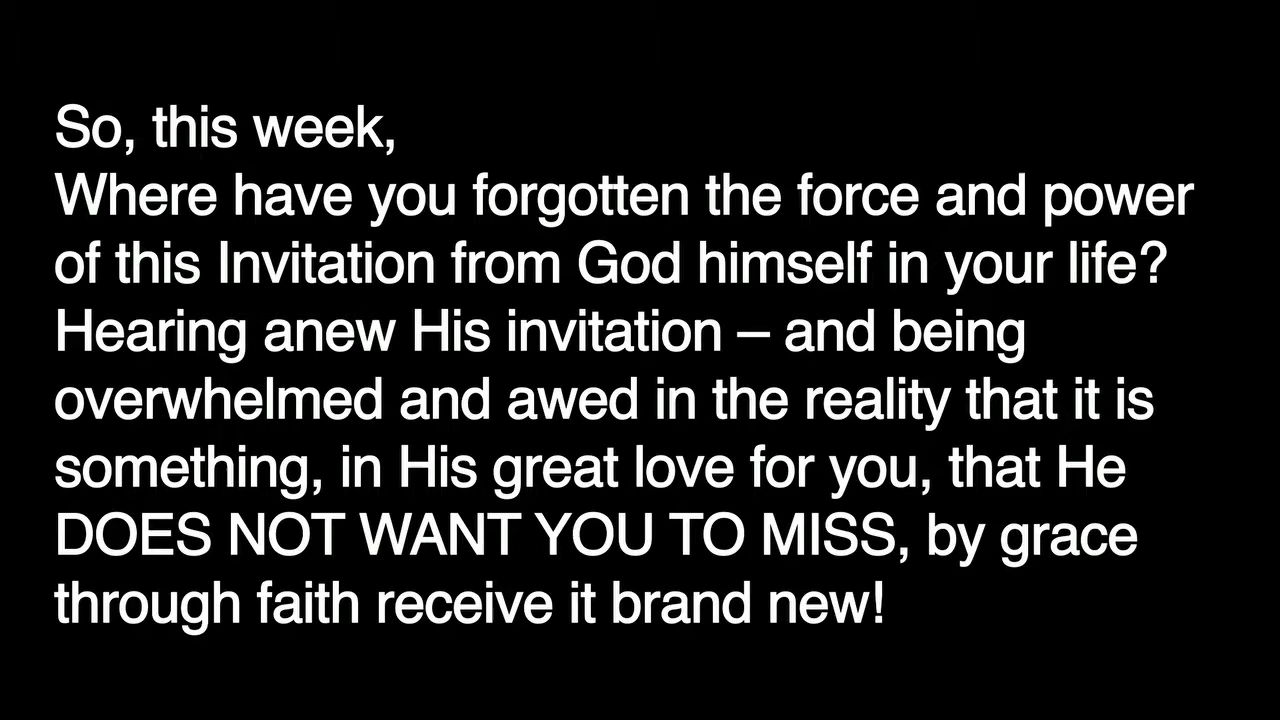 So, this week,
Where have you forgotten the force and power
of this Invitation from God himself in your life?
Hearing anew His invitation – and being
overwhelmed and awed in the reality that it is
something, in His great love for you, that He
DOES NOT WANT YOU TO MISS, by grace
through faith receive it brand new!